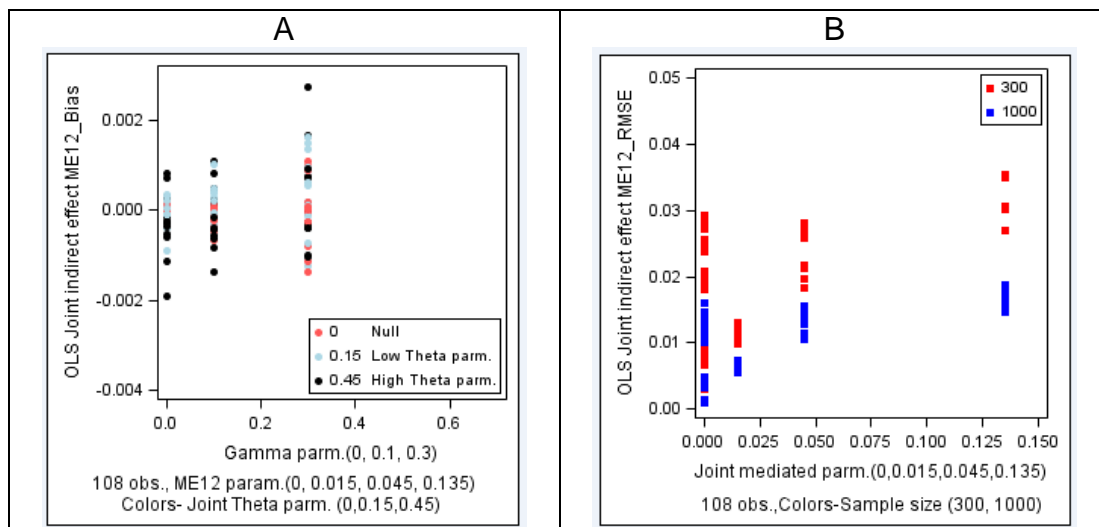 A
OLS Joint indirect effect ME12_Bias
0.002
0.000
-0.002
-0.004
0 Null
0.15 Low Theta parm.
0.45 High Theta parm.
0.0 0.2 0.4 0.6
Gamma parm.(0, 0.1, 0.3)
108 obs., ME12 param.(0, 0.015, 0.045, 0.135)
Colors- Joint Theta parm. (0,0.15,0.45)
B
OLS Joint indirect effect ME12_RMSE
0.05
0.04
0.03
0.02
0.01
0.00
300
1000
0.000 0.025 0.050 0.075 0.100 0.125 0.150
Joint mediated parm.(0,0.015,0.045,0.135)
108 obs.,Colors-Sample size (300, 1000)